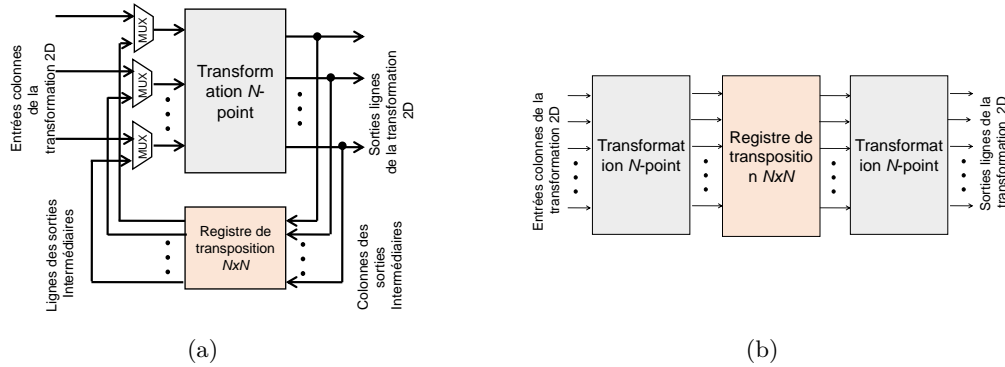 Entrées colonnes
de la
transformation 2D
MUX
MUX
MUX
Transform
ation N-
point
Sorties lignes
de la transformation
2D
Lignes des sorties
Intermédiaires
Registre de
transposition
NxN
Colonnes des
sorties
Intermédiaires
(a)
Entrées colonnes de la
transformation 2D
Transformat
ion N-point
Registre de
transpositio
n NxN
Transformat
ion N-point
Sorties lignes de la
transformation 2D
(b)